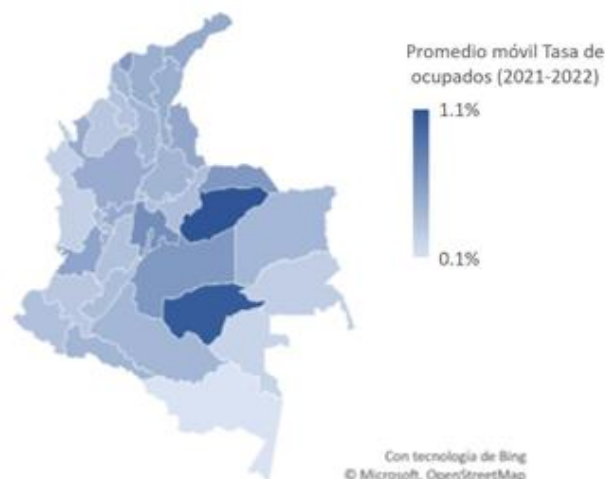 Promedio móvil Tasa de
ocupados (2021-2022)
1.1%
0.1%
Con tecnología de Bing
© Microsoft, OpenStreetMap